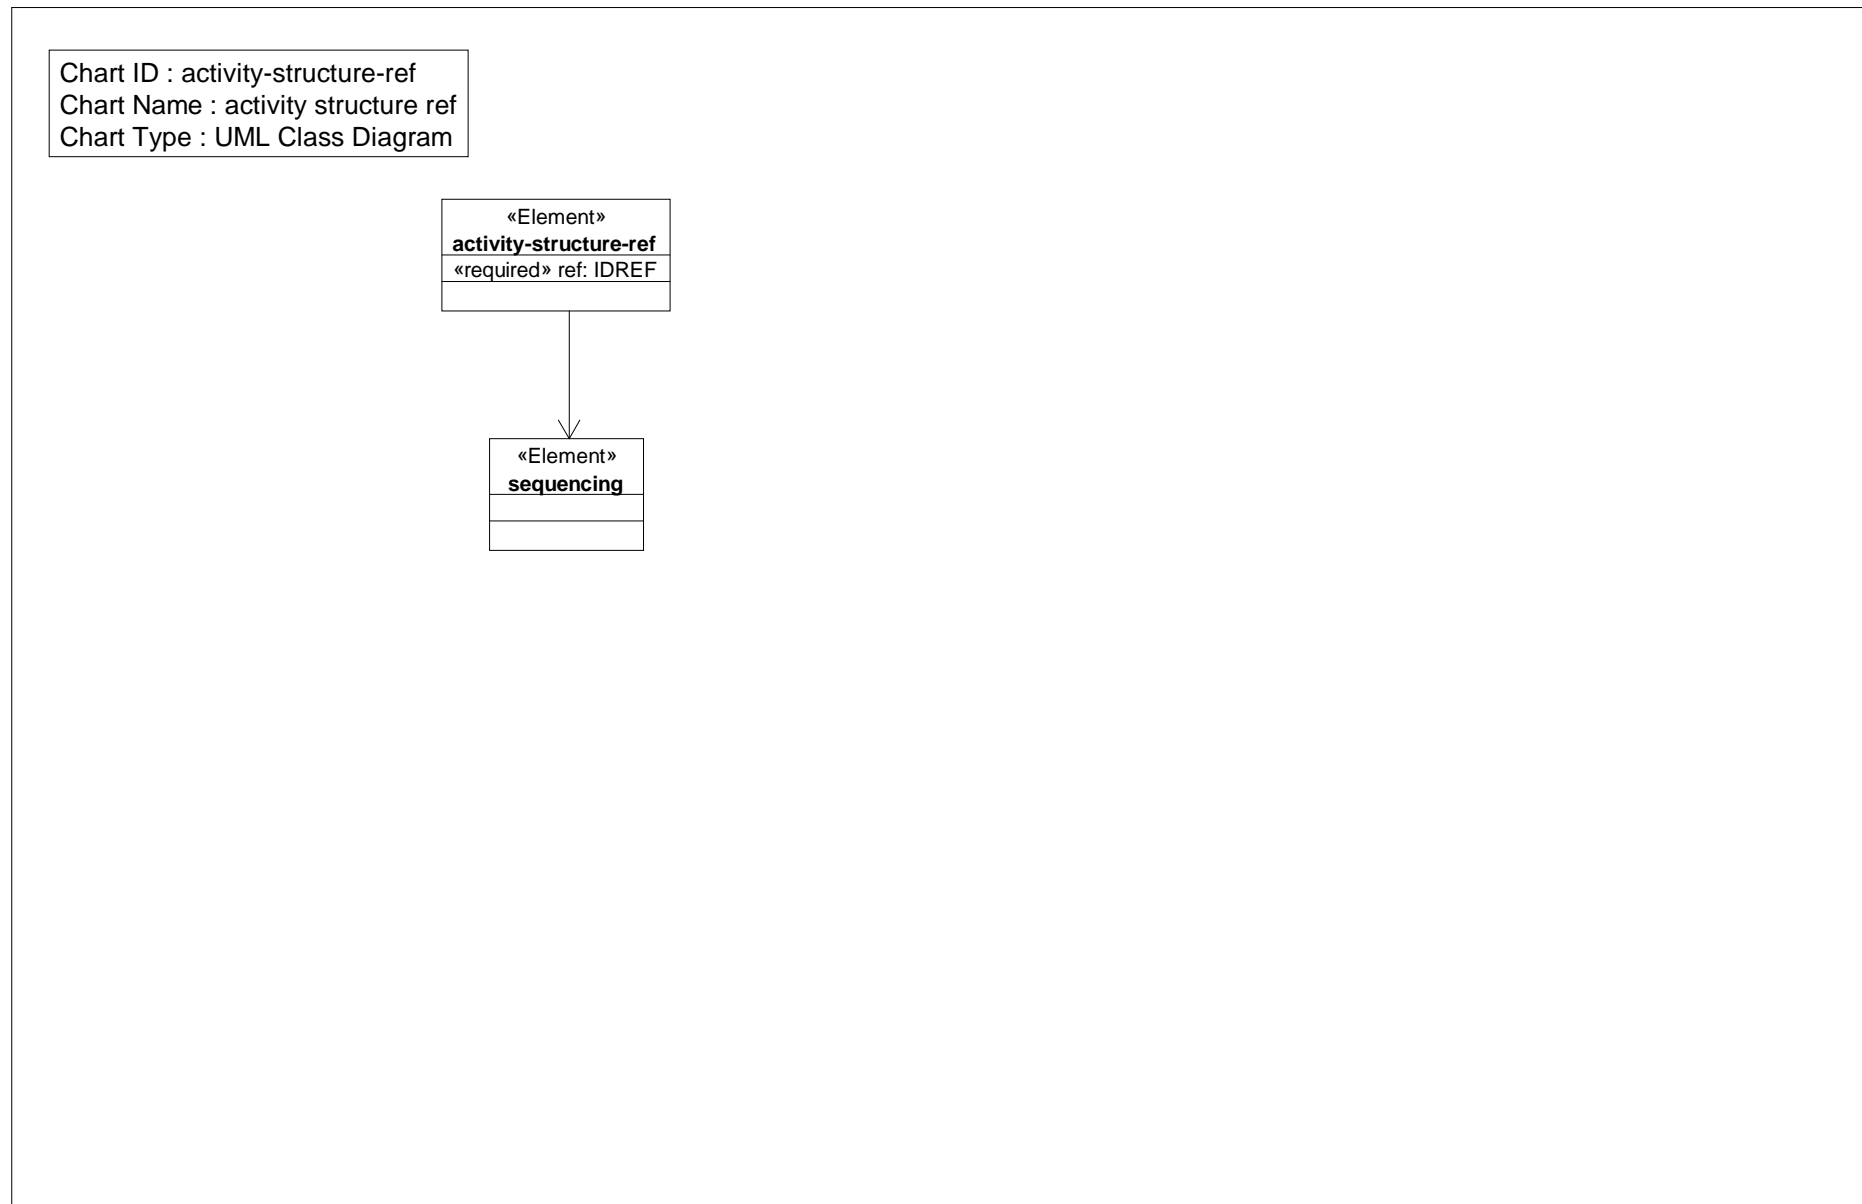 Chart ID : activity-structure-ref
Chart Name : activity structure ref
Chart Type : UML Class Diagram
«Element»
activity-structure-ref
«required» ref: IDREF
«Element»
sequencing